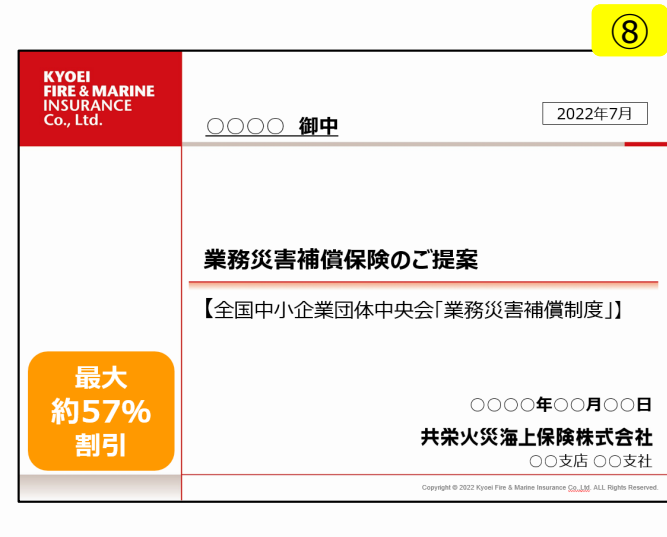 ⑧
KYOEI
FIRE & MARINE
INSURANCE
Co., Ltd.
○○○○ 御中
2022年7月
業務災害補償保険のご提案
【全国中小企業団体中央会「業務災害補償制度」】
最大
約57%
割引
○○○○年○○月○○日
共栄火災海上保険株式会社
○○支店 ○○支社
Copyright © 2022 Kyoei Fire & Marine Insurance Co.,Ltd. ALL Rights Reserved.